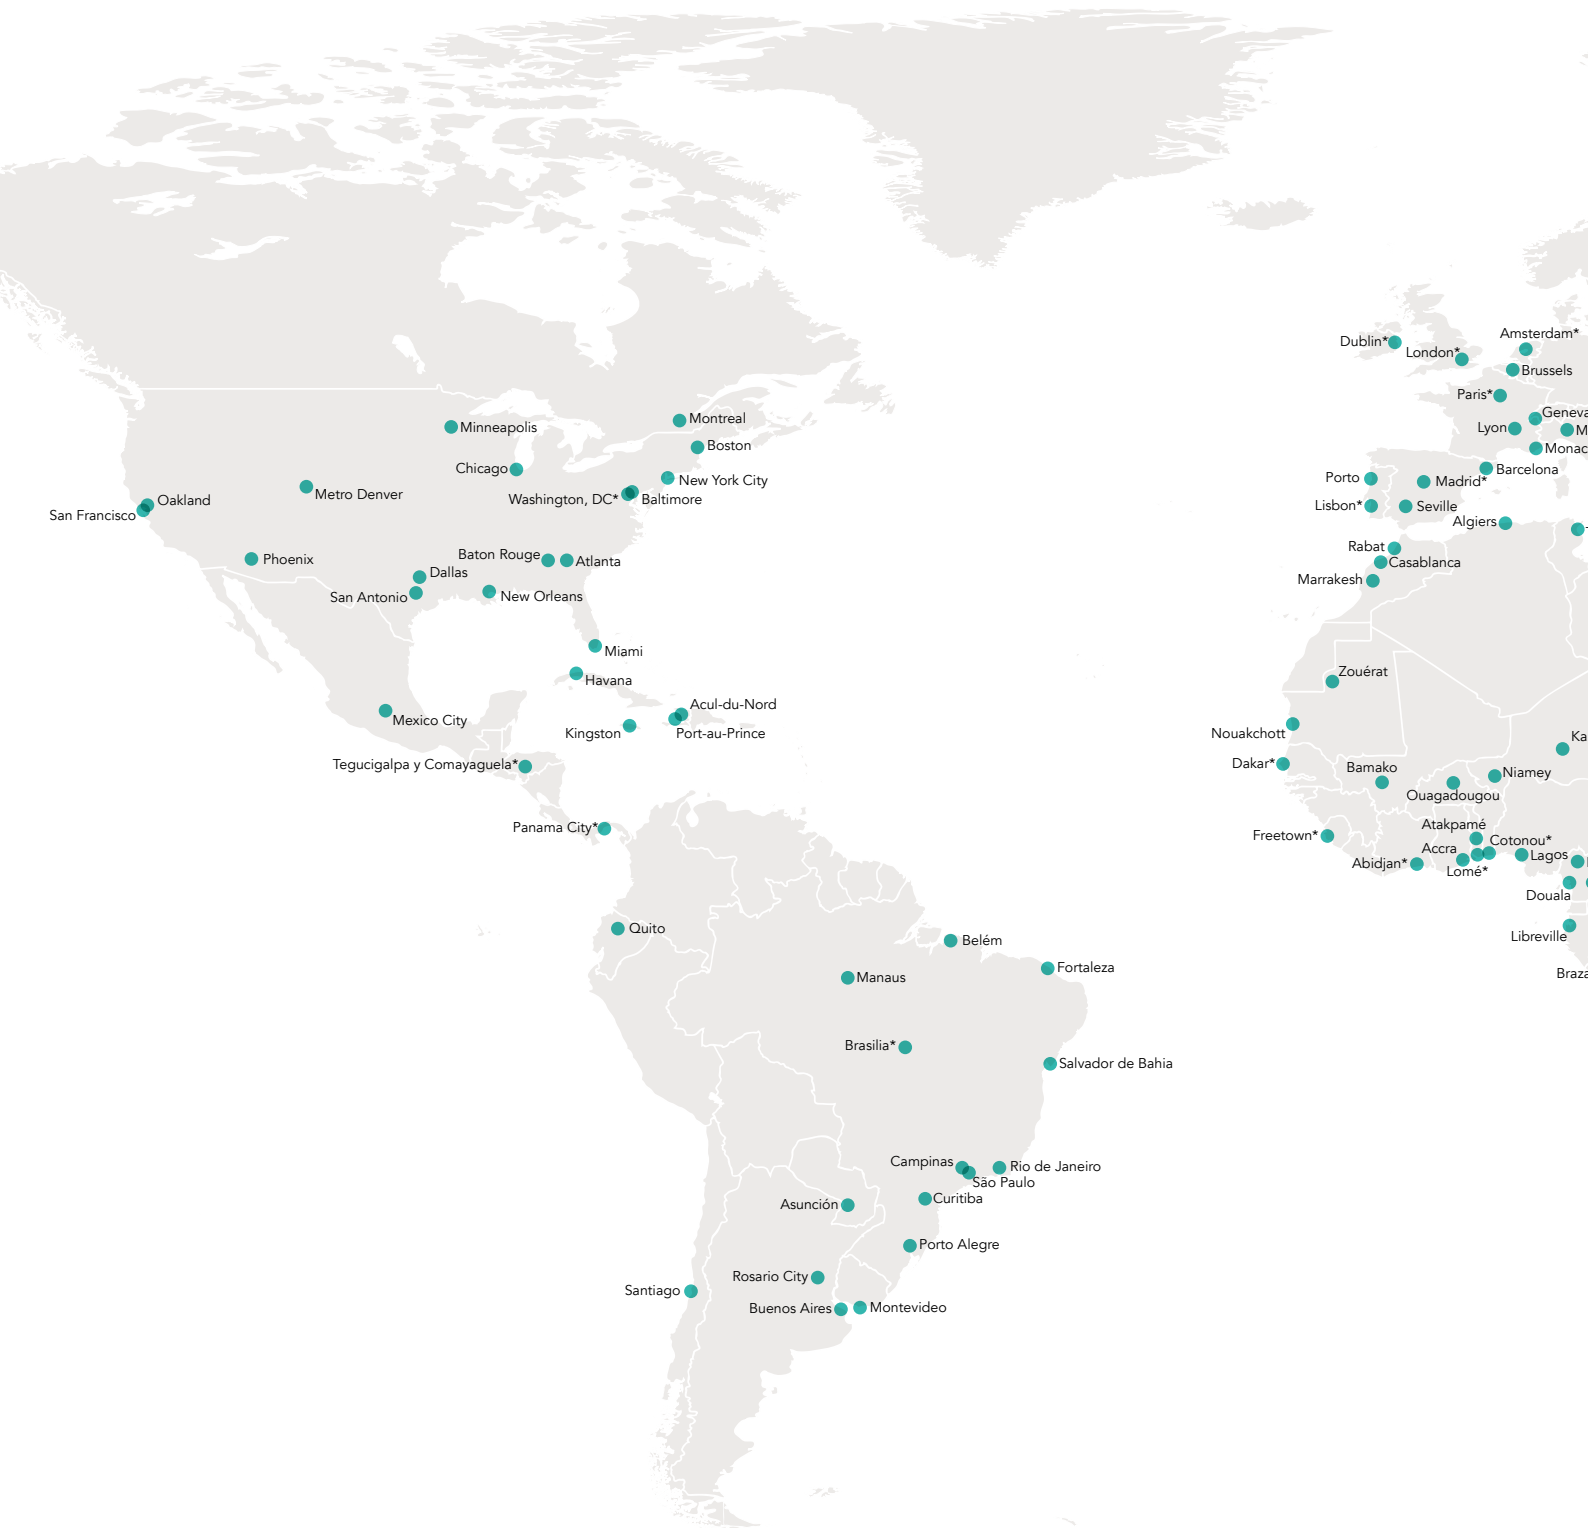 Amsterdam*
Dublin*
London*
Brussels
Paris*
Geneva
Lyon
Montreal
Minneapolis
Boston
Monac
Chicago
Barcelona
Porto
Madrid*
New York City
Metro Denver
Washington, DC*
Baltimore
Oakland
San Francisco
Lisbon*
Seville
Algiers
Rabat
Baton Rouge
Atlanta
Phoenix
Casablanca
Dallas
Marrakesh
San Antonio
New Orleans
Miami
Zouérat
Havana
Acul-du-Nord
Mexico City
Kingston
Port-au-Prince
Nouakchott
Ka
Tegucigalpa y Comayaguela*
Dakar*
Bamako
Niamey
Ouagadougou
Panama City*
Atakpamé
Freetown*
Cotonou*
Accra
Lagos
Abidjan*
Lomé*
Douala
Quito
Libreville
Belém
Fortaleza
Braza
Manaus
Brasilia*
Salvador de Bahia
Campinas
Rio de Janeiro
São Paulo
Curitiba
Asunción
Porto Alegre
Rosario City
Santiago
Buenos Aires
Montevideo